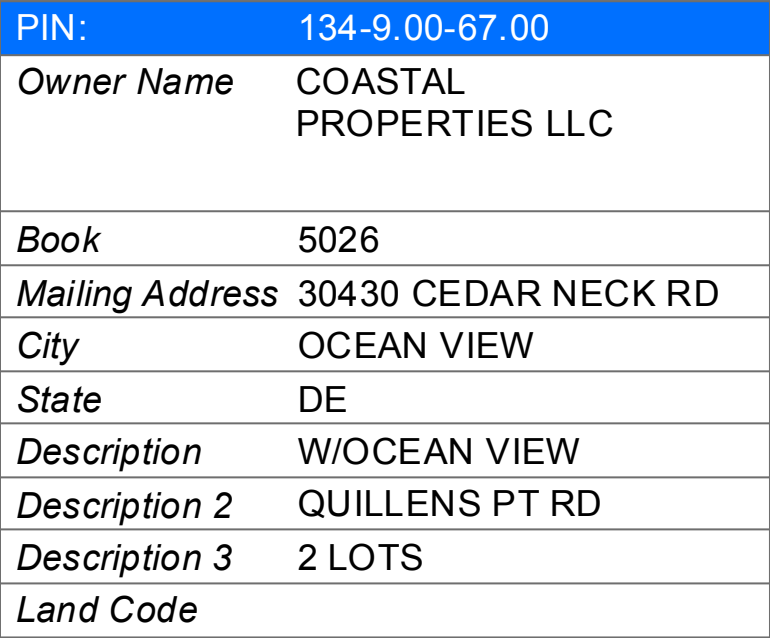 PIN: 134-9.00-67.00
Owner Name COASTAL
PROPERTIES LLC
Book 5026
Mailing Address 30430 CEDAR NECK RD
City OCEAN VIEW
State DE
Description W/OCEAN VIEW
Description 2 QUILLENS PT RD
Description 3 2 LOTS
Land Code